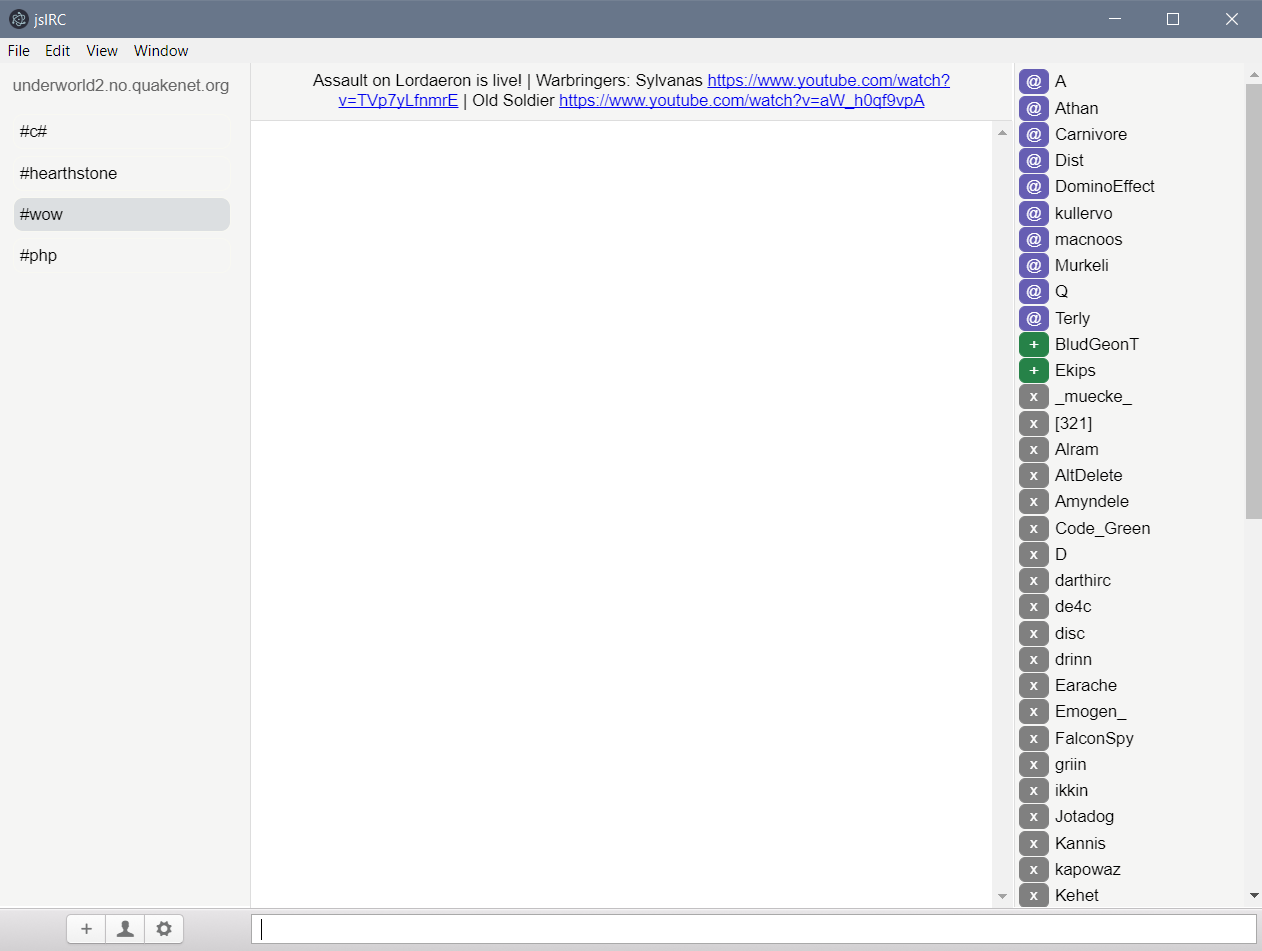 jsIRC
File Edit View Window
underworld2.no.quakenet.org
#c#
#hearthstone
#wow
#php
Assault on Lordaeron is live! | Warbringers: Sylvanas https://www.youtube.com/watch?
v=TVp7yLfnmrE | Old Soldier https://www.youtube.com/watch?v=aW_h0qf9vpA
@ A
@ Athan
@ Carnivore
@ Dist
@ DominoEffect
@ kullervo
@ macnoos
@ Murkeli
@ Q
@ Terly
+ BludGeonT
+ Ekips
x _muecke_
x [321]
x Alram
x AltDelete
x Amyndele
x Code_Green
x D
x darthirc
x de4c
x disc
x drinn
x Earache
x Emogen_
x FalconSpy
x griin
x ikkin
x Jotadog
x Kannis
x kapowaz
x Kehet
+